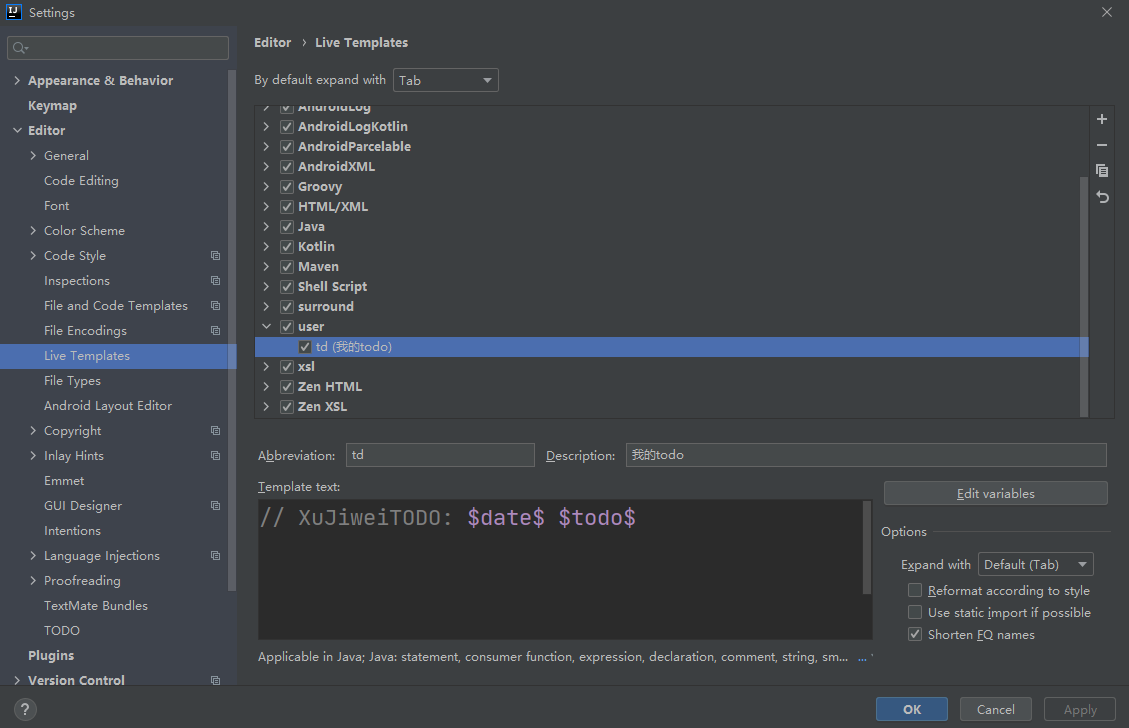 Settings
Appearance & Behavior
Keymap
Editor
General
Code Editing
Font
Color Scheme
Code Style
Inspections
File and Code Templates
File Encodings
Live Templates
File Types
Android Layout Editor
Copyright
Inlay Hints
Emmet
GUI Designer
Intentions
Language Injections
Proofreading
TextMate Bundles
TODO
Plugins
Version Control
Editor › Live Templates
By default expand with Tab
AndroidLog
AndroidLogKotlin
AndroidParcelable
AndroidXML
Groovy
HTML/XML
Java
Kotlin
Maven
Shell Script
surround
user
td (我的todo)
xsl
Zen HTML
Zen XSL
Abbreviation: td Description: 我的todo
Template text:
// XuJiweiTODO: $date$ $todo$
Edit variables
Options
Expand with Default (Tab)
Reformat according to style
Use static import if possible
Shorten FQ names
Applicable in Java; Java: statement, consumer function, expression, declaration, comment, string, sm... ...
? OK Cancel Apply